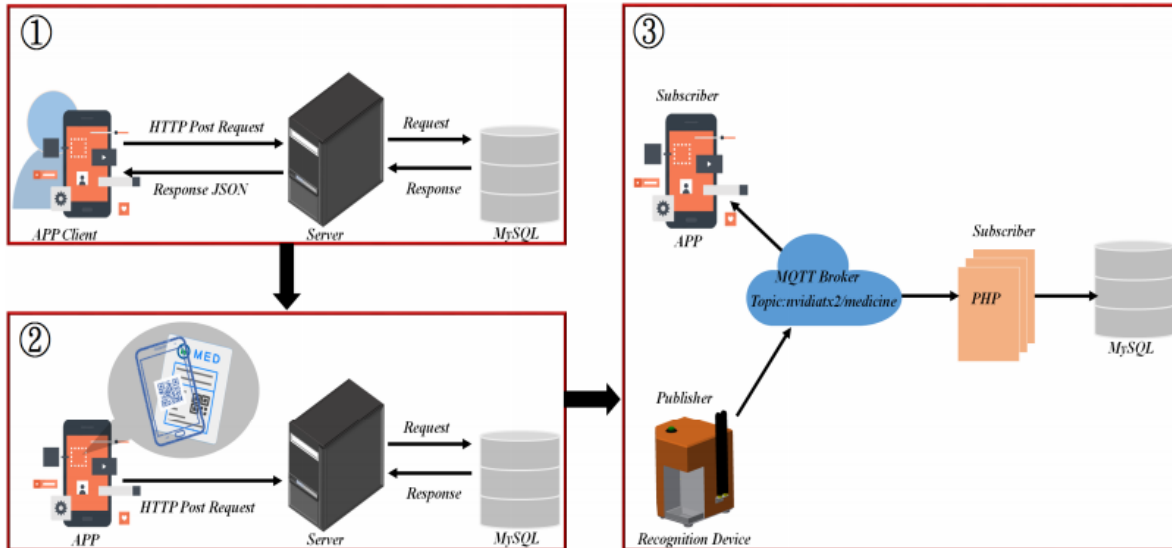 ①
HTTP Post Request
Response JSON
APP Client
Server
Request
Response
MySQL
②
MED
HTTP Post Request
APP
Server
Request
Response
MySQL
③
Subscriber
APP
MQTT Broker
Topic:nvidiatx2/medicine
Subscriber
PHP
MySQL
Publisher
Recognition Device